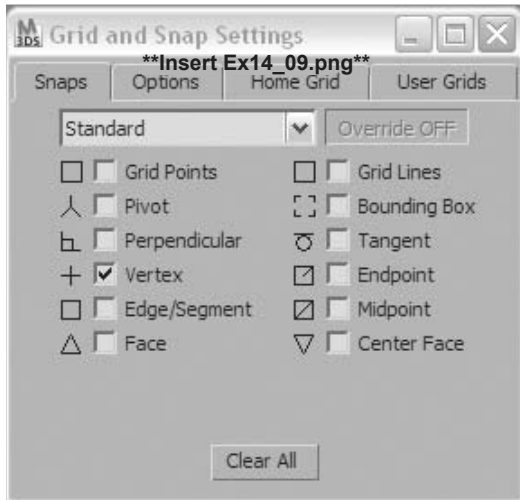 M
3DS
Grid and Snap Settings
**Insert Ex14_09.png**
Snaps Options Home Grid User Grids
Standard Override OFF
Grid Points Grid Lines
Pivot Bounding Box
Perpendicular Tangent
Vertex Endpoint
Edge/Segment Midpoint
Face Center Face
Clear All